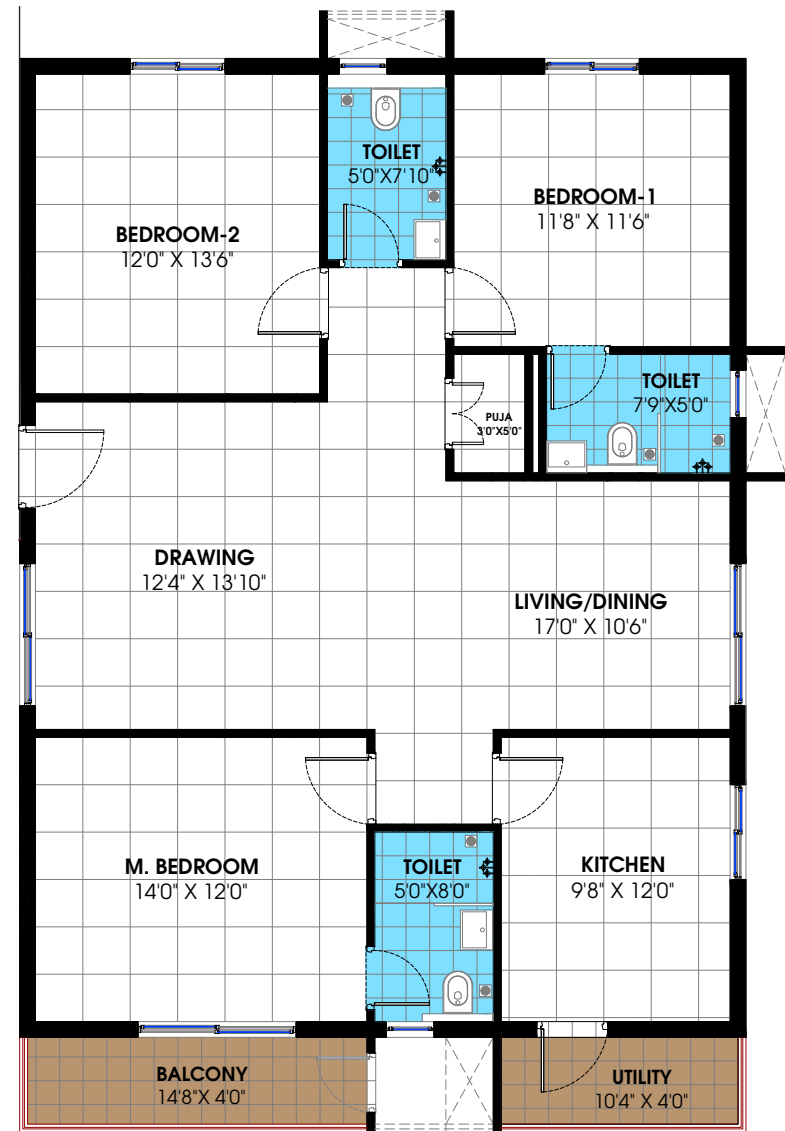 TOILET
5'0"X7'10"
BEDROOM-1
11'8" X 11'6"
BEDROOM-2
12'0" X 13'6"
TOILET
7'9"X5'0"
PUJA
3'0"X5'0"
DRAWING
12'4" X 13'10"
LIVING/DINING
17'0" X 10'6"
M. BEDROOM
14'0" X 12'0"
TOILET
5'0"X8'0"
KITCHEN
9'8" X 12'0"
BALCONY
14'8"X 4'0"
UTILITY
10'4" X 4'0"